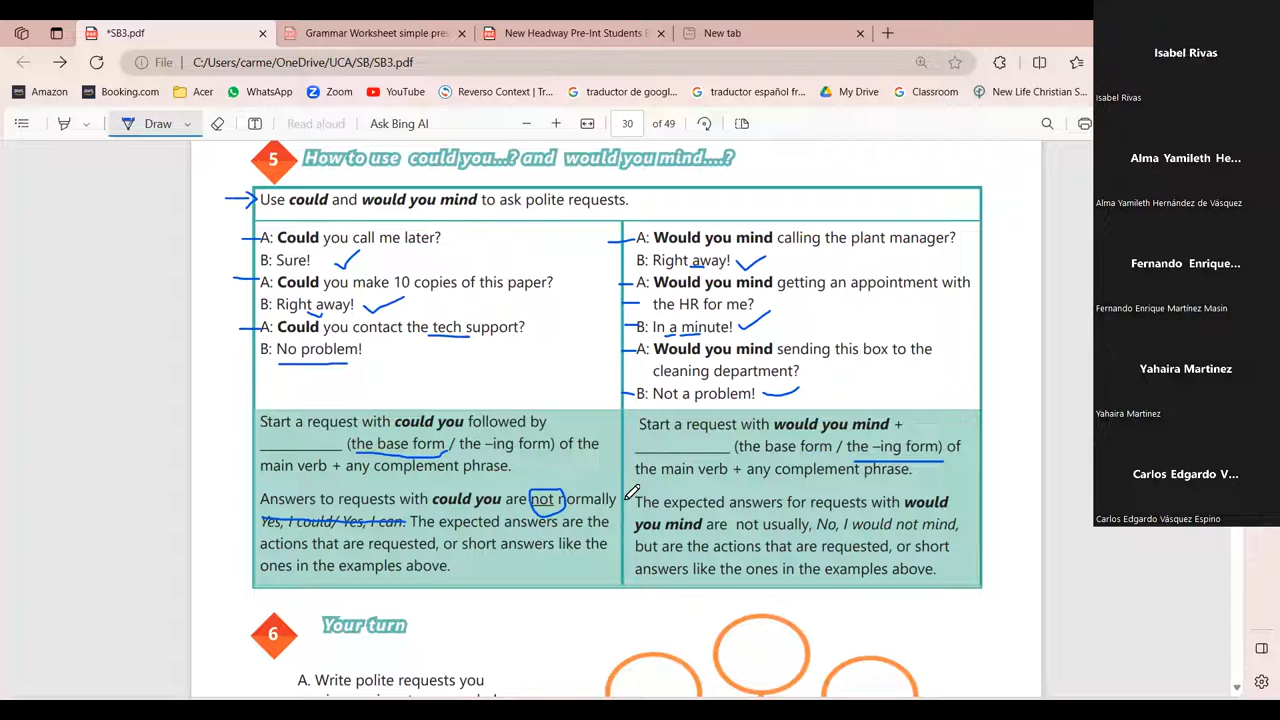 *SB3.pdf
Grammar Worksheet simple pre
New Headway Pre-Int Students E
New tab
File
C:/Users/carme/OneDrive/UCA/SB/SB3.pdf
Amazon
Booking.com
Acer
WhatsApp
Zoom
YouTube
Reverso Context | Tr...
traductor de googl...
traductor español fr...
My Drive
Classroom
New Life Christian S...
Draw
Read aloud
Ask Bing AI
30 of 49
5
How to use could you...? and would you mind....?
Use could and would you mind to ask polite requests.
A: Could you call me later?
B: Sure!
A: Could you make 10 copies of this paper?
B: Right away!
A: Could you contact the tech support?
B: No problem!
A: Would you mind calling the plant manager?
B: Right away!
A: Would you mind getting an appointment with
the HR for me?
B: In a minute!
A: Would you mind sending this box to the
cleaning department?
B: Not a problem!
Start a request with could you followed by
___________ (the base form / the –ing form) of the
main verb + any complement phrase.
Answers to requests with could you are not normally
Yes, I could/ Yes, I can. The expected answers are the
actions that are requested, or short answers like the
ones in the examples above.
Start a request with would you mind +
_____________ (the base form / the –ing form) of
the main verb + any complement phrase.
The expected answers for requests with would
you mind are not usually, No, I would not mind,
but are the actions that are requested, or short
answers like the ones in the examples above.
6
Your turn
A. Write polite requests you
Isabel Rivas
Isabel Rivas
Alma Yamileth He...
Alma Yamileth Hernández de Vásquez
Fernando Enrique...
Fernando Enrique Martínez Masin
Yahaira Martinez
Yahaira Martinez
Carlos Edgardo V...
Carlos Edgardo Vásquez Espino